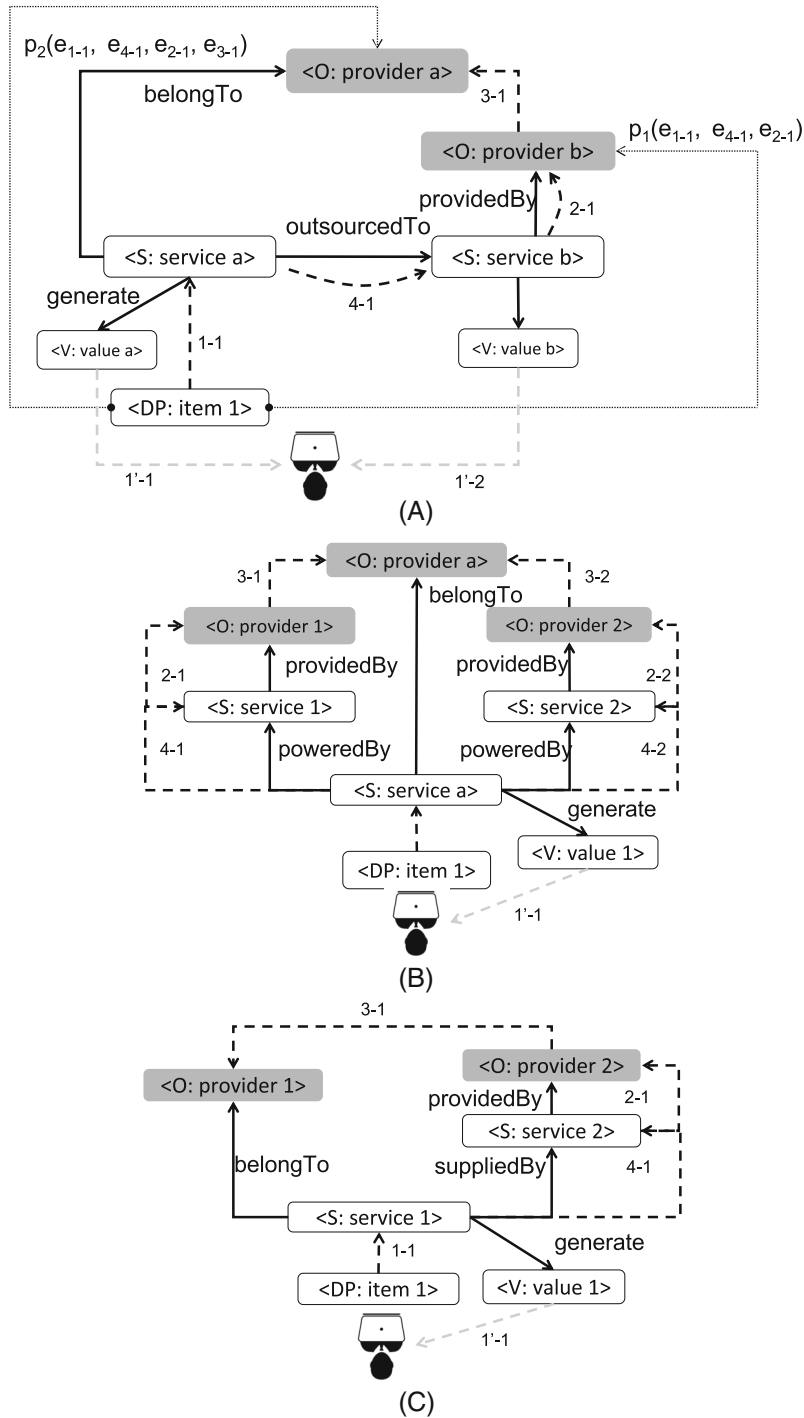 p2(e1-1, e4-1, e2-1, e3-1)
<O: provider a>
belongTo
3-1
p1(e1-1, e4-1, e2-1)
<O: provider b>
providedBy
2-1
outsourcedTo
<S: service a>
<S: service b>
4-1
generate
<V: value a>
1-1
<V: value b>
<DP: item 1>
1'-1
1'-2
(A)
<O: provider a>
3-1
3-2
belongTo
<O: provider 1>
<O: provider 2>
2-1
providedBy
providedBy
2-2
<S: service 1>
<S: service 2>
4-1
poweredBy
poweredBy
4-2
<S: service a>
generate
<DP: item 1>
<V: value 1>
1'-1
(B)
3-1
<O: provider 1>
<O: provider 2>
providedBy
2-1
<S: service 2>
belongTo
suppliedBy
4-1
<S: service 1>
generate
1-1
<DP: item 1>
<V: value 1>
1'-1
(C)